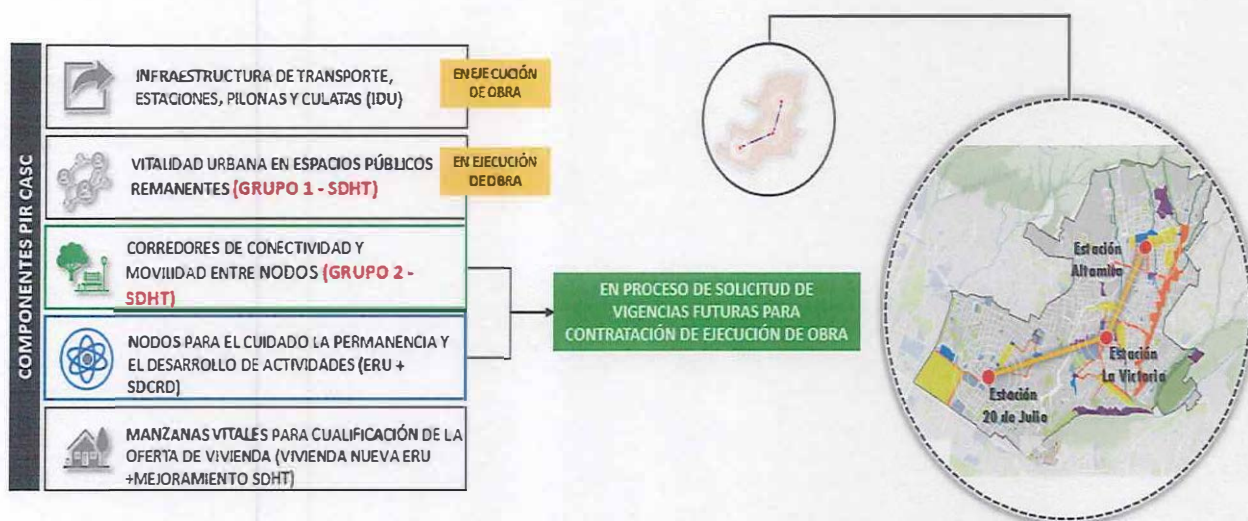 COMPONENTES PIR CASC
INFRAESTRUCTURA DE TRANSPORTE,
ESTACIONES, PILONAS Y CULATAS (IDU)
EN EJECUCIÓN
DE OBRA
VITALIDAD URBANA EN ESPACIOS PÚBLICOS
REMANENTES (GRUPO 1 - SDHT)
EN EJECUCIÓN
DE OBRA
CORREDORES DE CONECTIVIDAD Y
MOVILIDAD ENTRE NODOS (GRUPO 2 -
SDHT)
NODOS PARA EL CUIDADO LA PERMANENCIA Y
EL DESARROLLO DE ACTIVIDADES (ERU +
SDCRD)
MANZANAS VITALES PARA CUALIFICACIÓN DE LA
OFERTA DE VIVIENDA (VIVIENDA NUEVA ERU
+MEJORAMIENTO SDHT)
EN PROCESO DE SOLICITUD DE
VIGENCIAS FUTURAS PARA
CONTRATACIÓN DE EJECUCIÓN DE OBRA
Estación
Altamira
Estación
La Victoria
Estación
20 de Julio